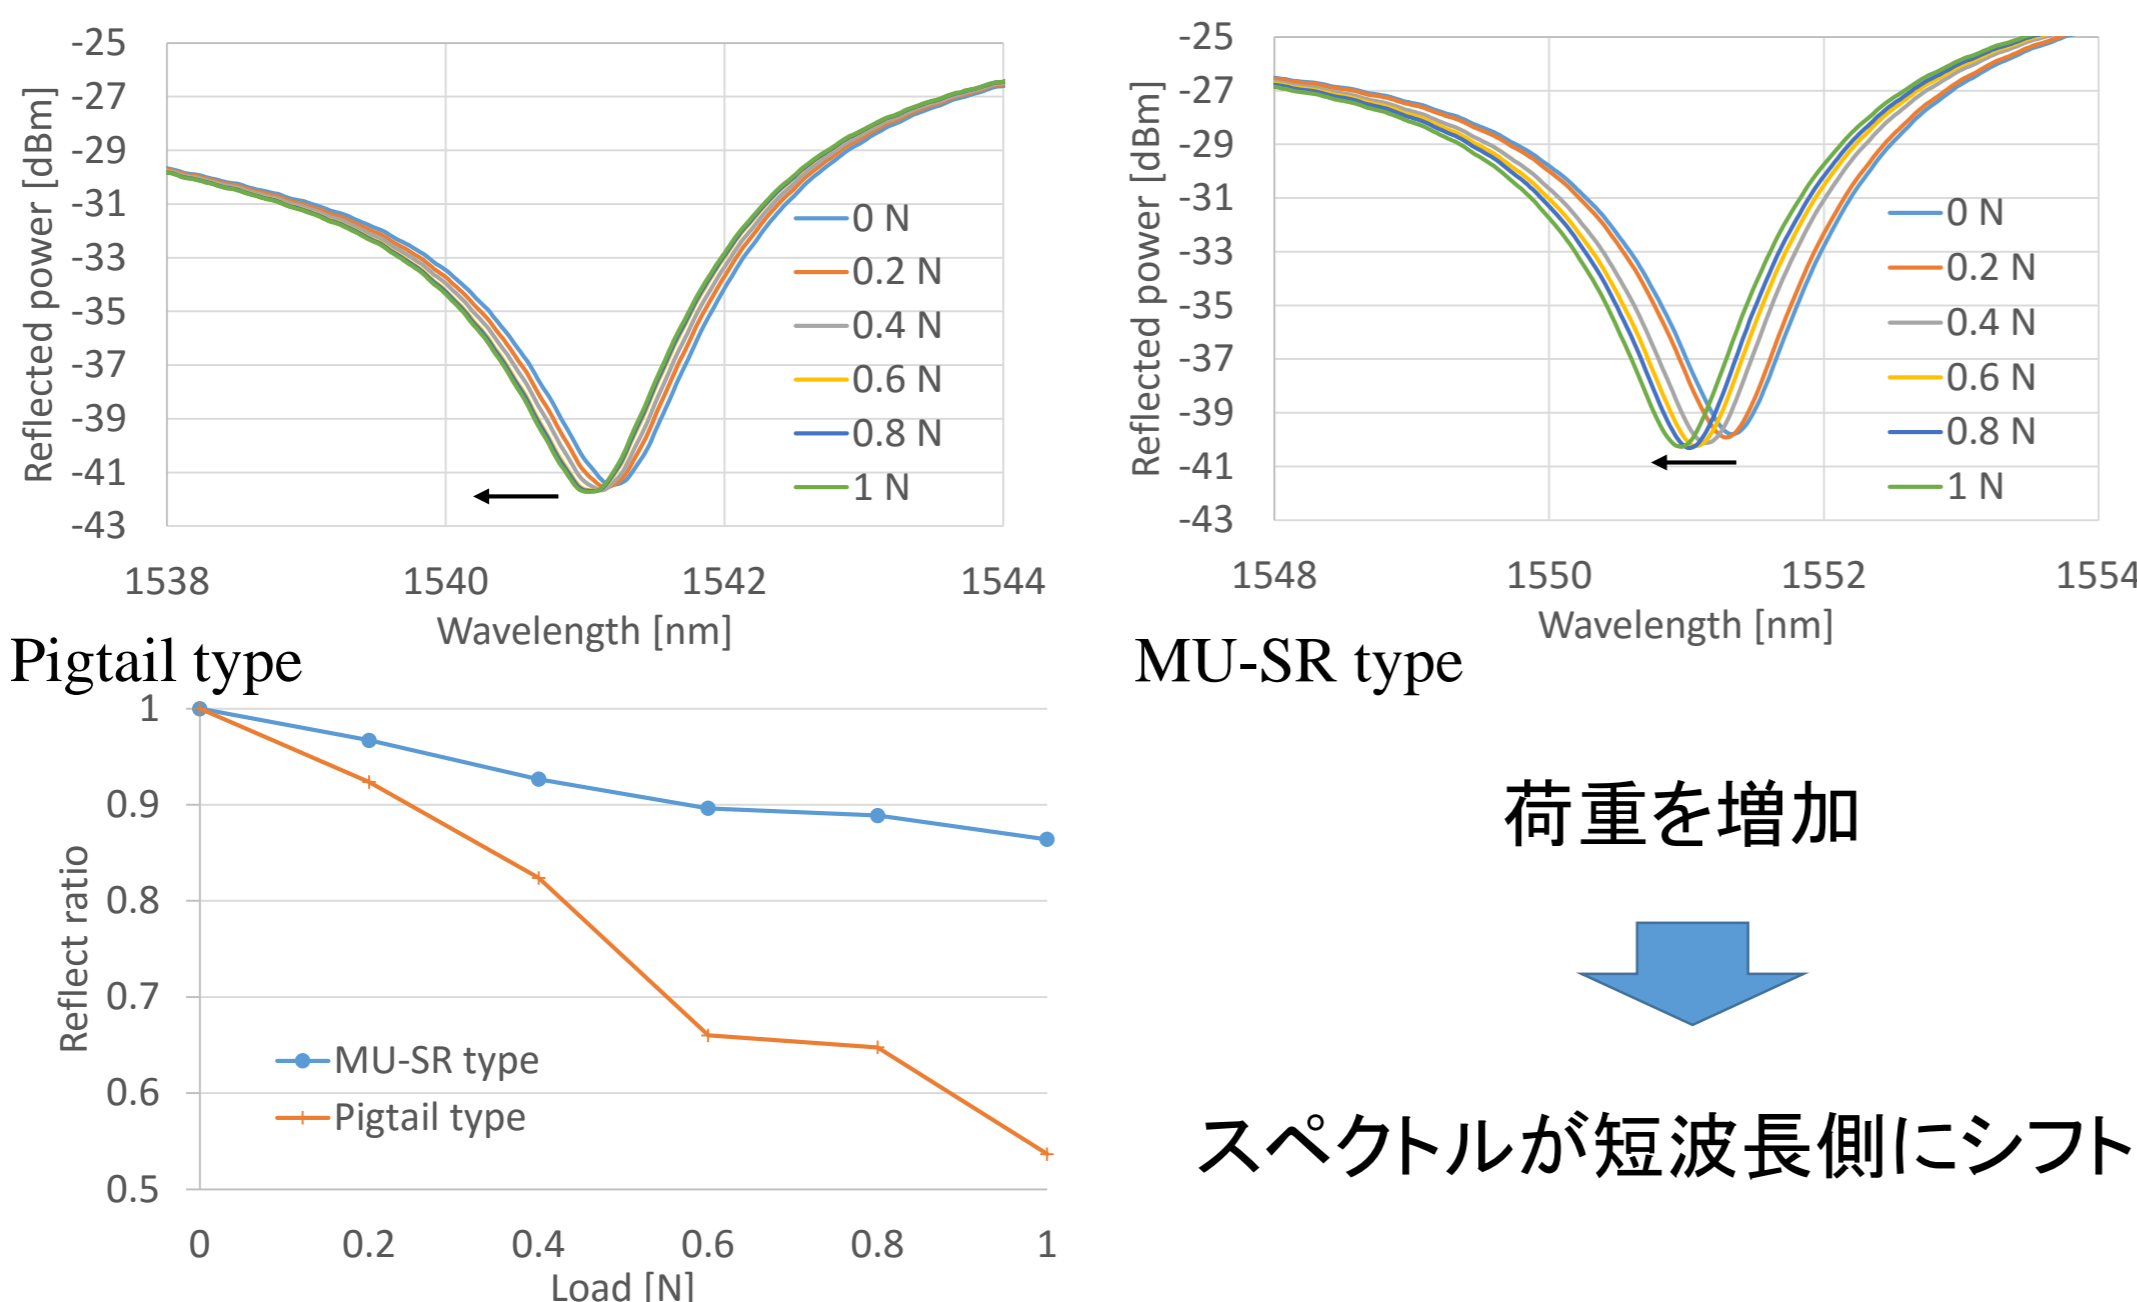 -25
-27
-29
-31
-33
-35
-37
-39
-41
-43
Reflected power [dBm]
0 N
0.2 N
0.4 N
0.6 N
0.8 N
1 N
1538 1540 1542 1544
Wavelength [nm]
Pigtail type
-25
-27
-29
-31
-33
-35
-37
-39
-41
-43
Reflected power [dBm]
0 N
0.2 N
0.4 N
0.6 N
0.8 N
1 N
1548 1550 1552 1554
Wavelength [nm]
MU-SR type
1
0.9
0.8
0.7
0.6
0.5
Reflect ratio
MU-SR type
Pigtail type
0 0.2 0.4 0.6 0.8 1
Load [N]
荷重を増加
スペクトルが短波長側にシフト